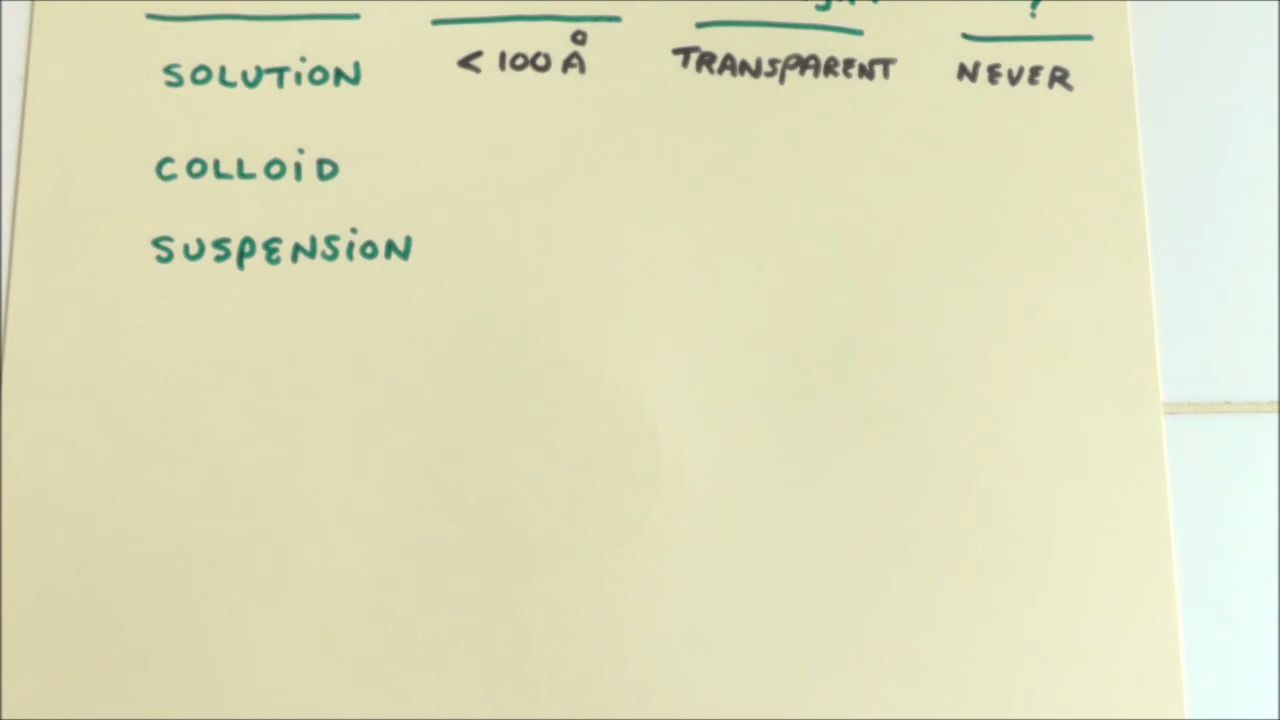 ?
SOLUTION < 100 Å TRANSPARENT NEVER
COLLOID
SUSPENSION